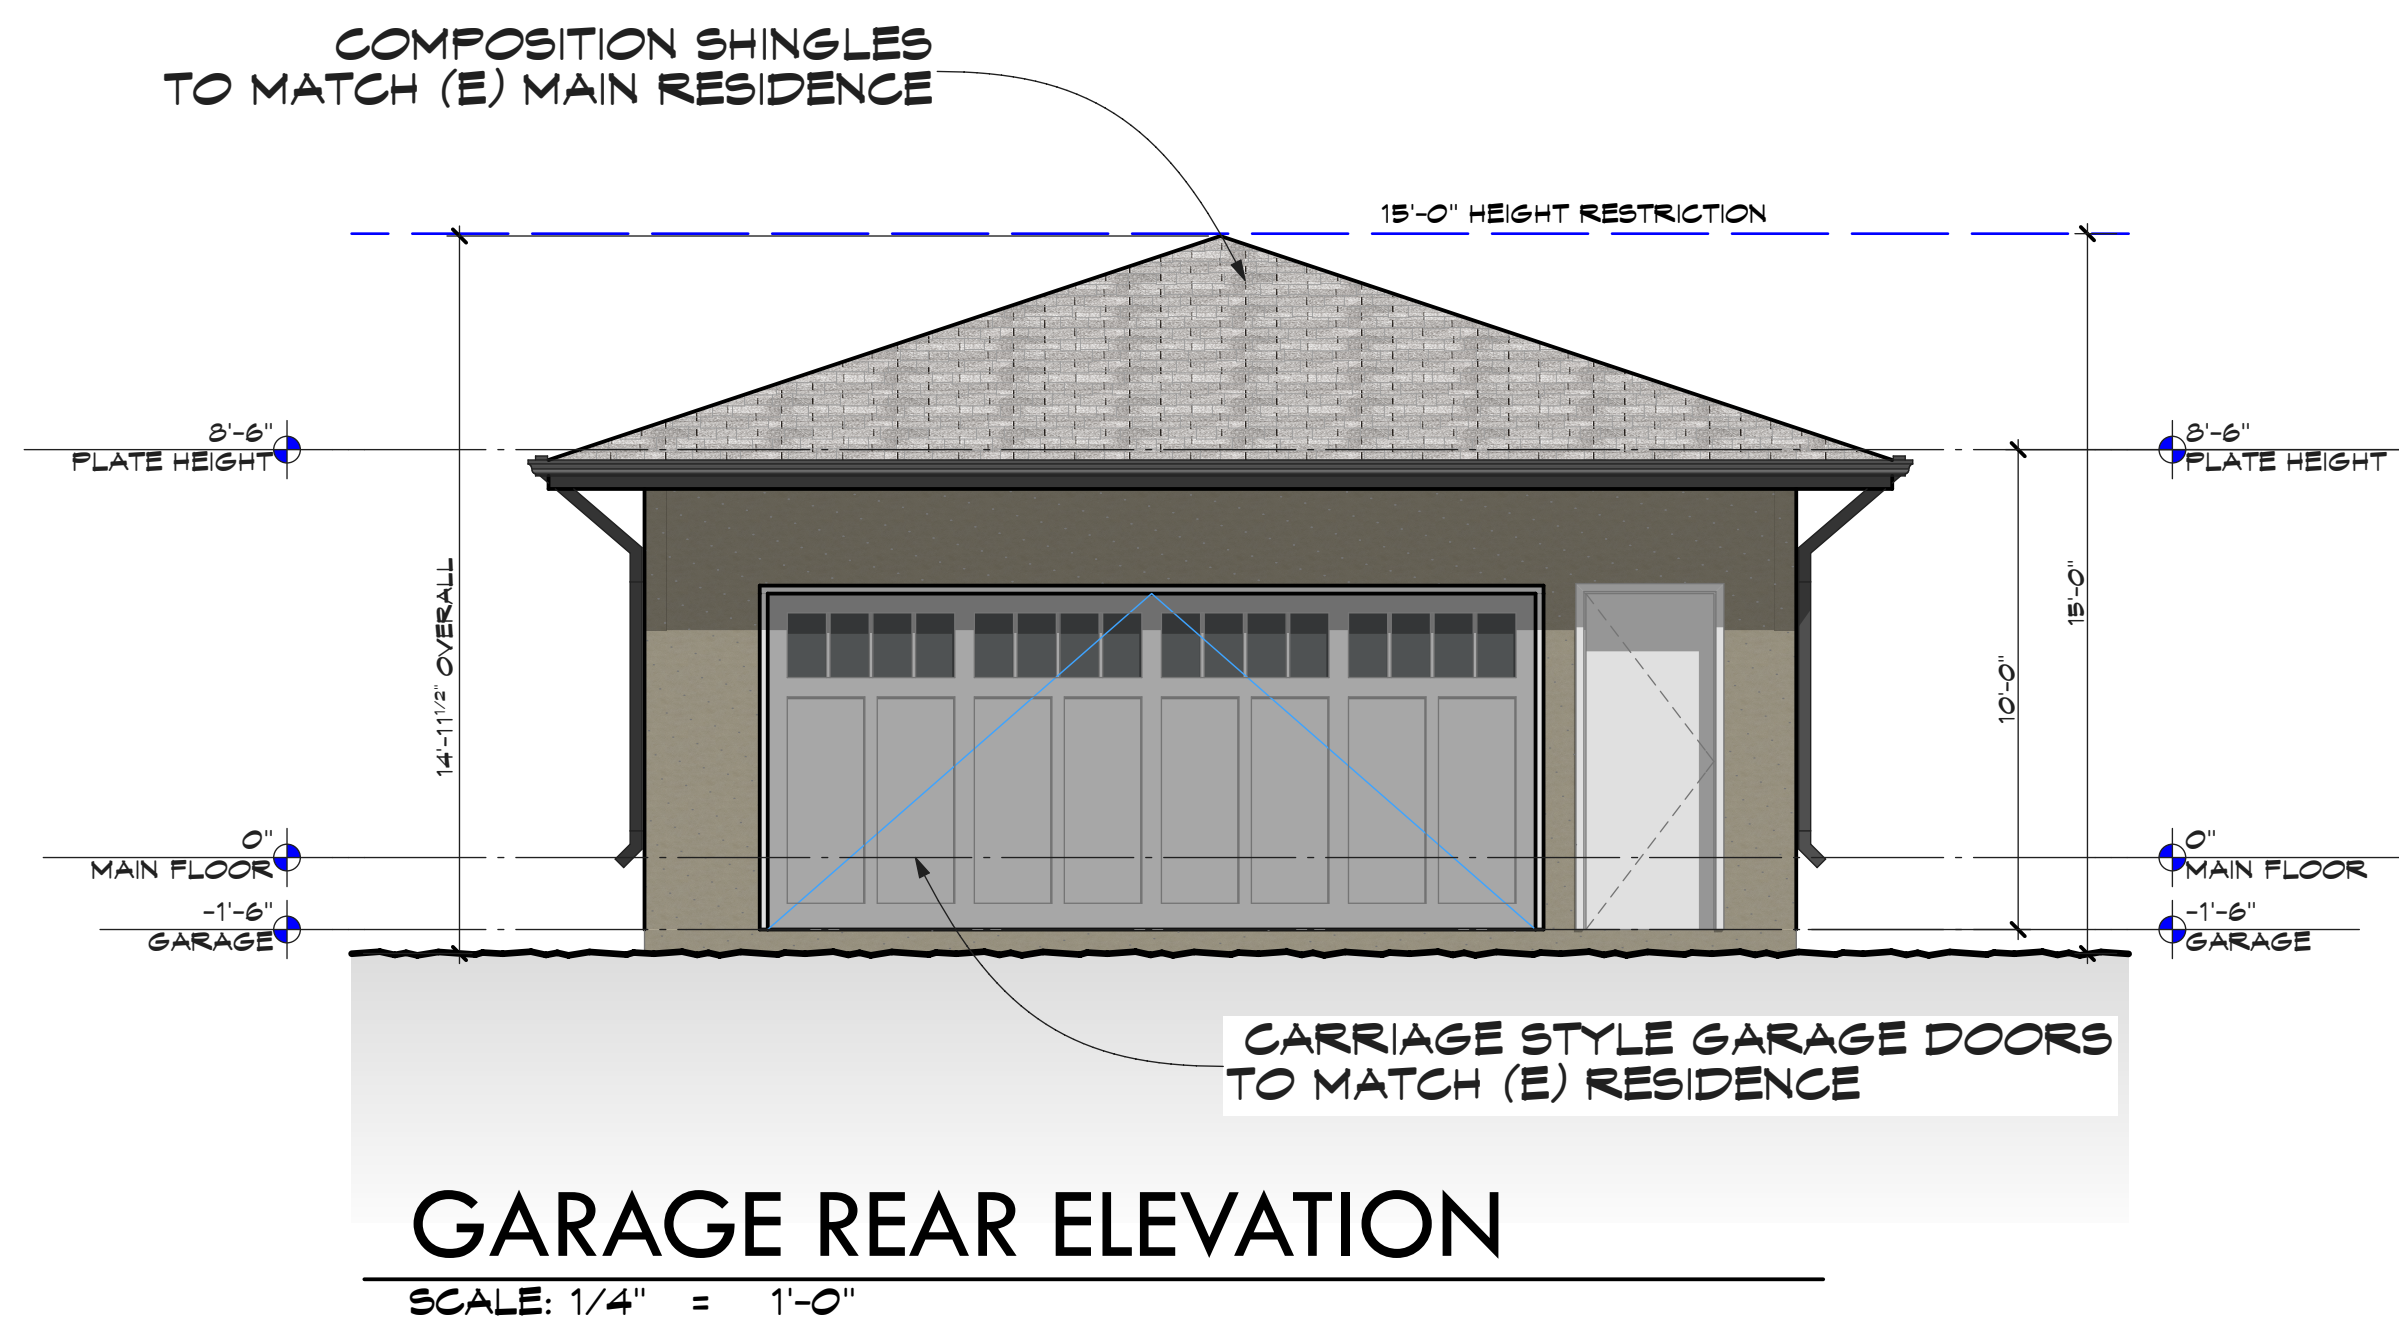 COMPOSITION SHINGLES
TO MATCH (E) MAIN RESIDENCE
15'-0" HEIGHT RESTRICTION
8'-6"
PLATE HEIGHT
8'-6"
PLATE HEIGHT
14'-11 1/2" OVERALL
10'-0"
15'-0"
0"
MAIN FLOOR
0"
MAIN FLOOR
-1'-6"
GARAGE
-1'-6"
GARAGE
CARRIAGE STYLE GARAGE DOORS
TO MATCH (E) RESIDENCE
GARAGE REAR ELEVATION
SCALE: 1/4" = 1'-0"